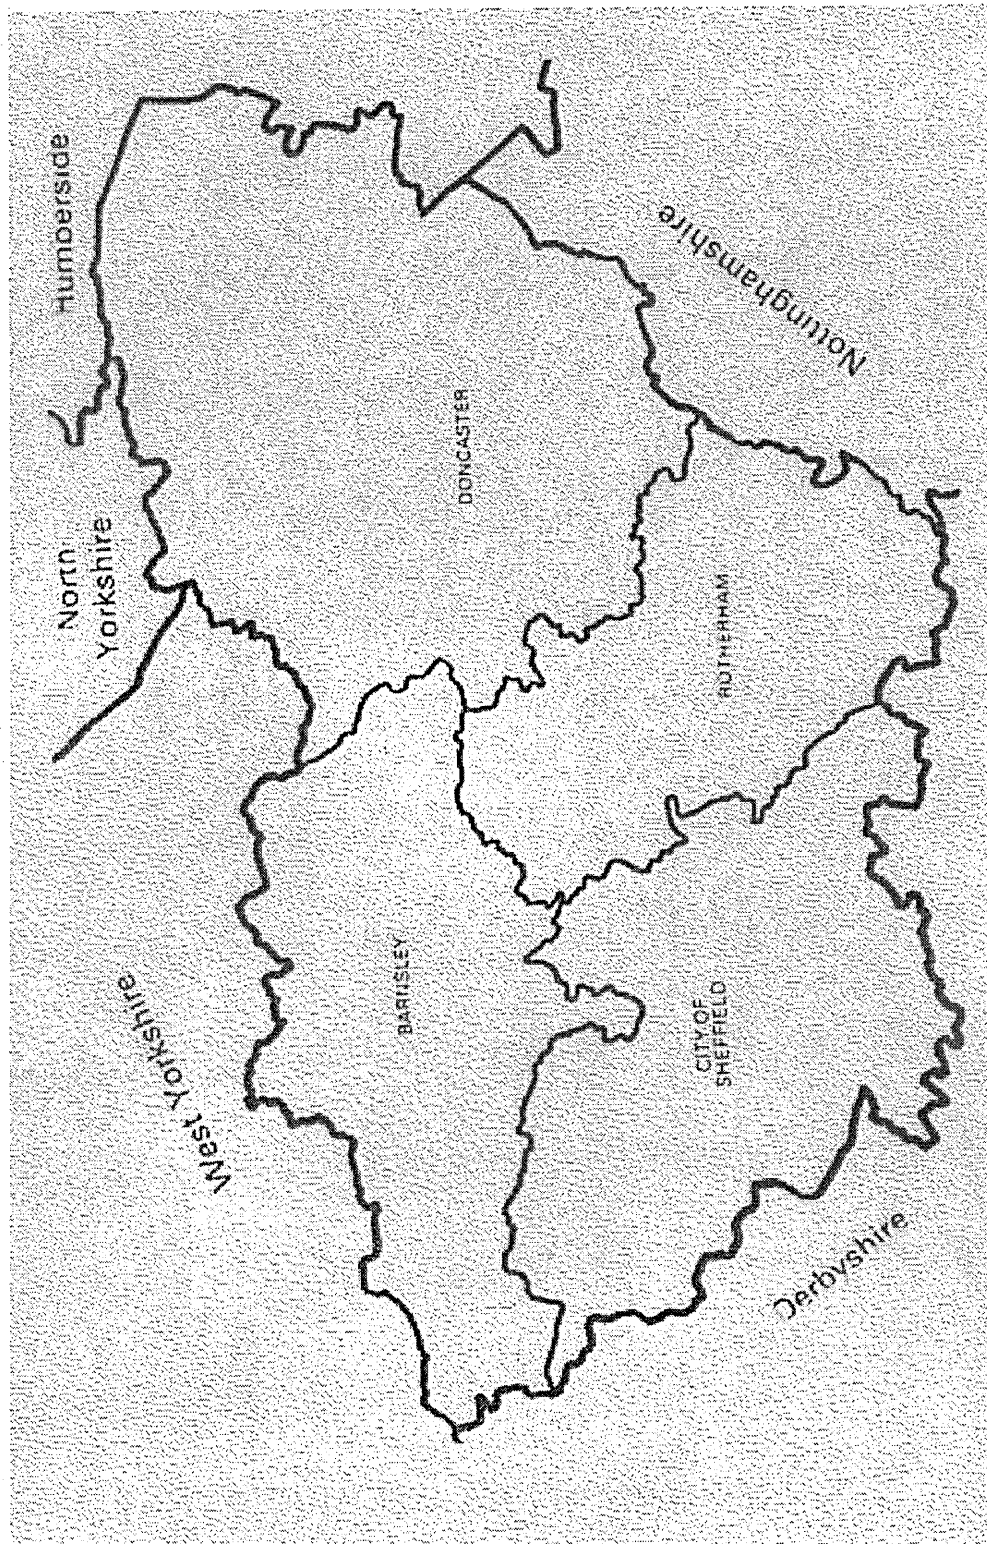 North
Yorkshire
Humberside
West Yorkshire
BARNSLEY
DONCASTER
CITY OF
SHEFFIELD
ROTHERHAM
Nottinghamshire
Derbyshire